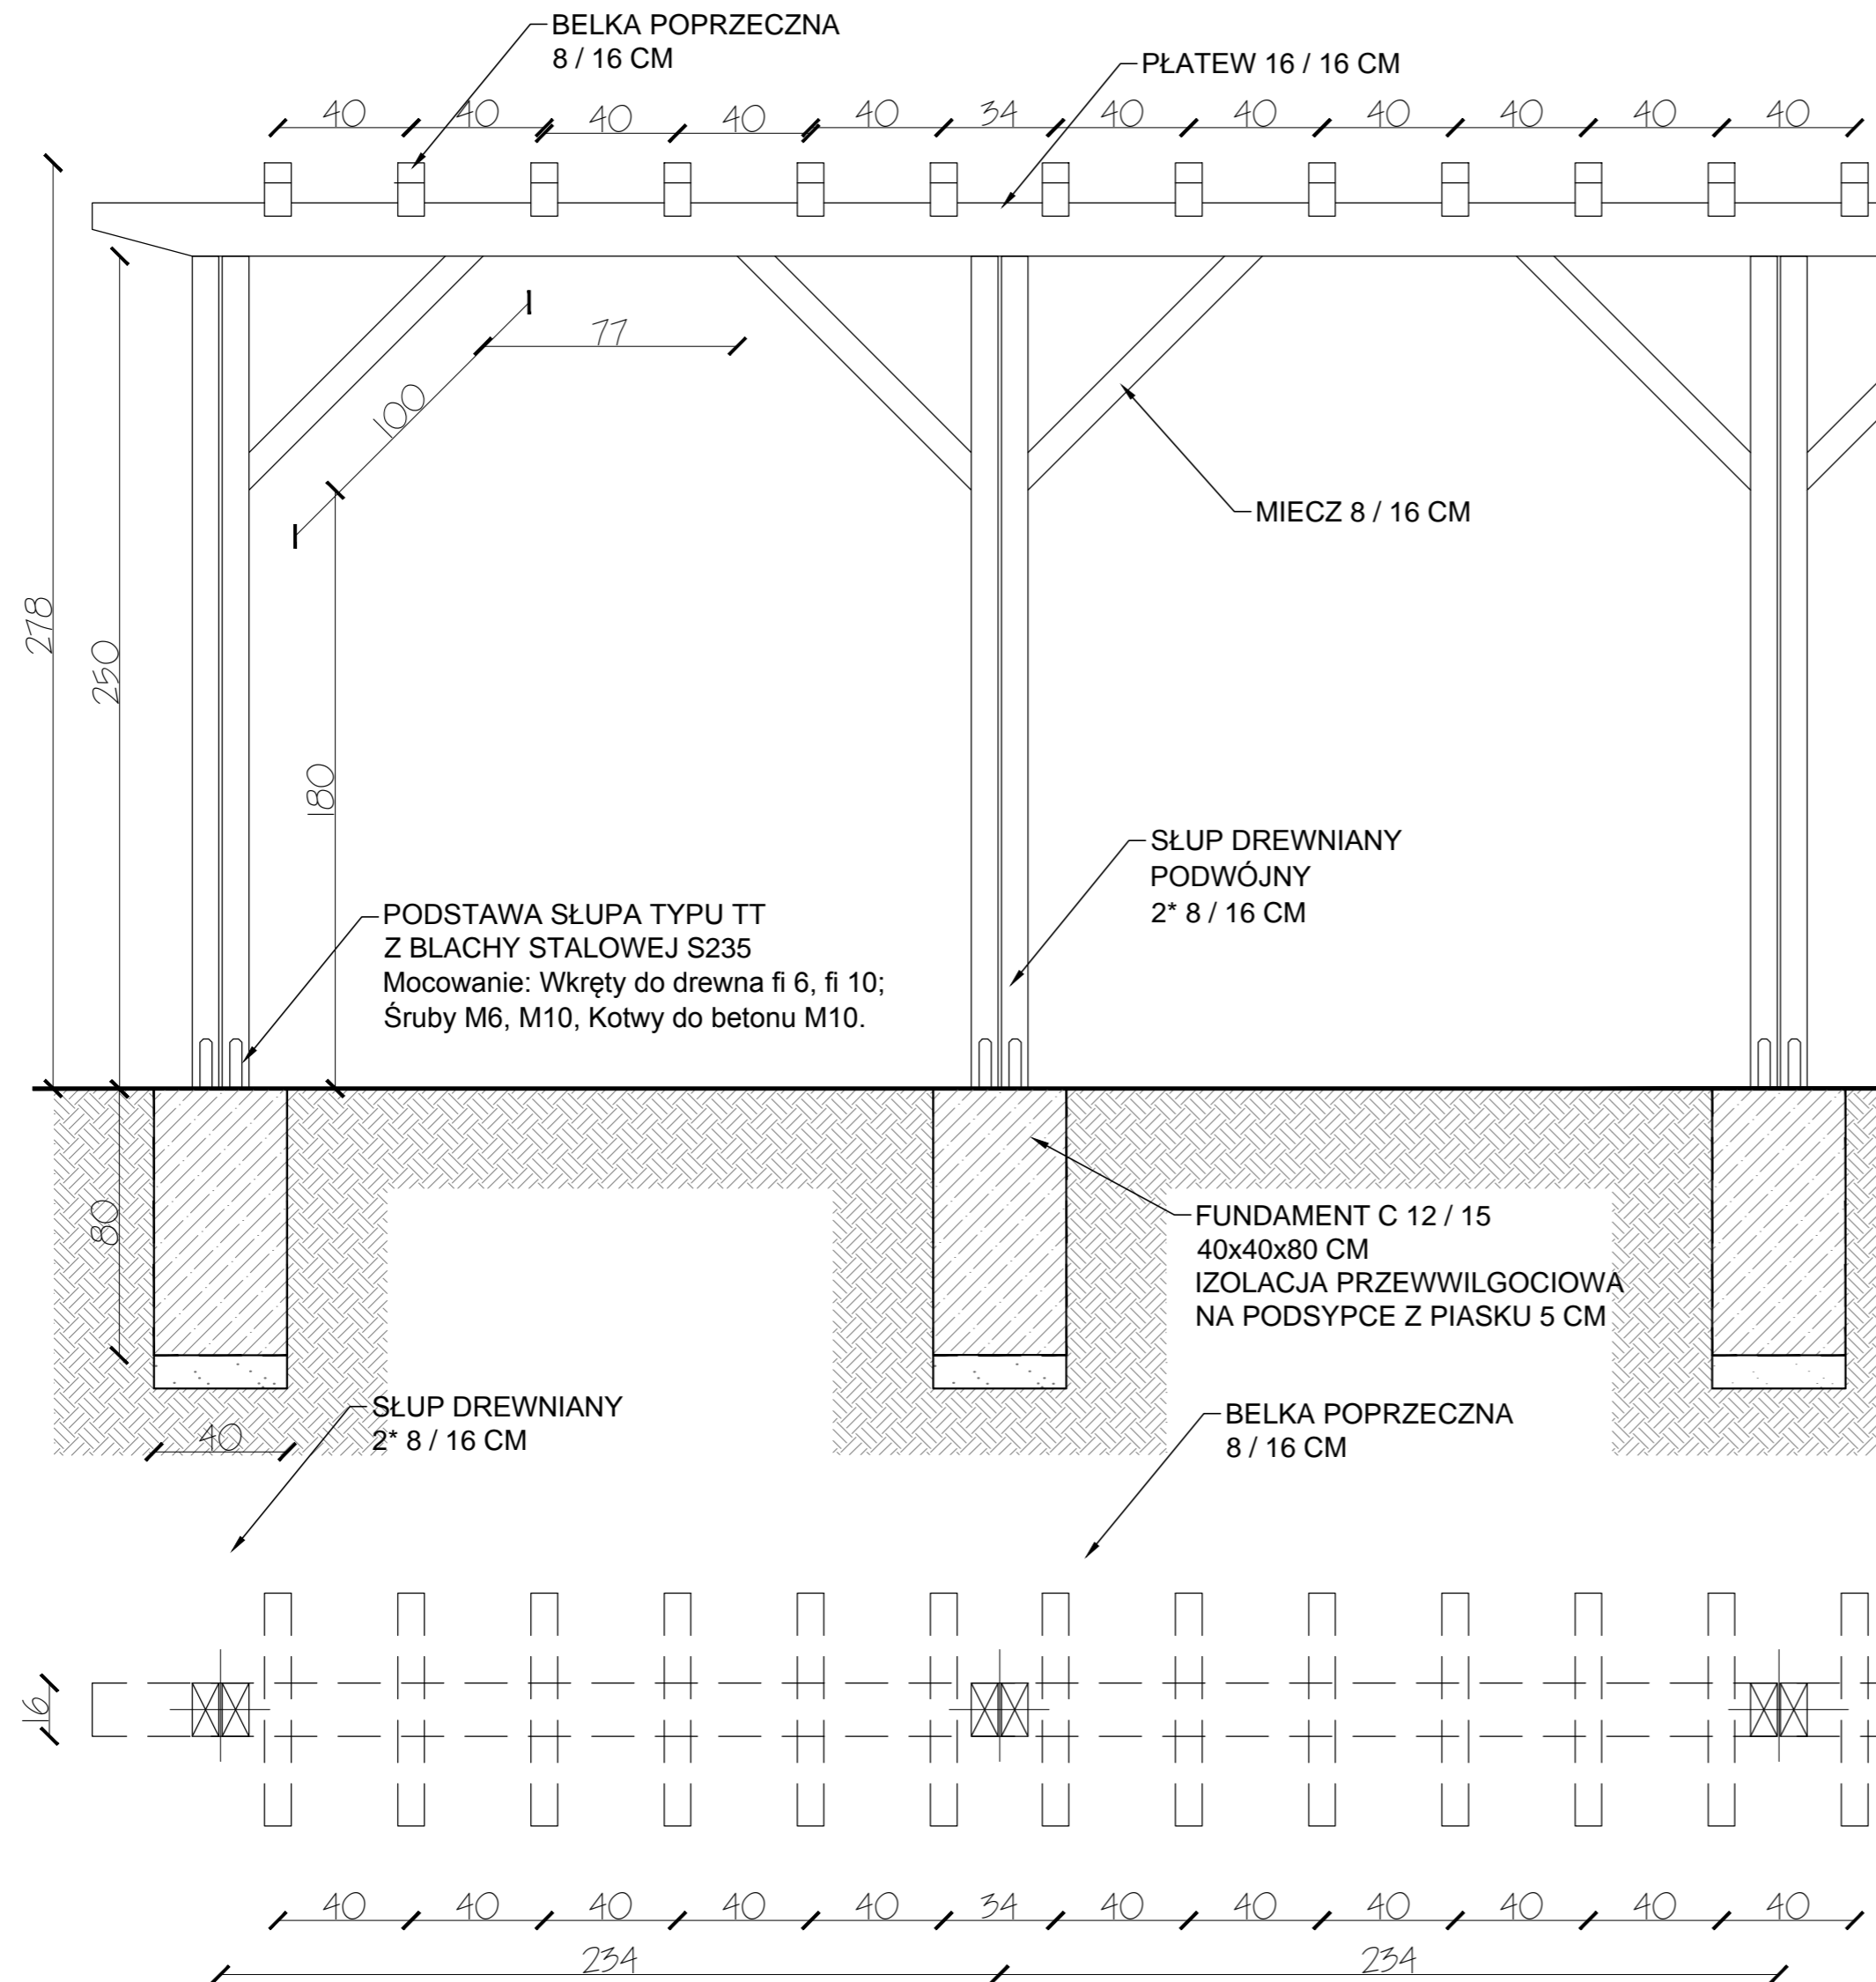 BELKA POPRZECZNA
8 / 16 CM
PŁATEW 16 / 16 CM
40 40 40 40 40 34 40 40 40 40 40 40
77
100
MIECZ 8 / 16 CM
278
250
180
SŁUP DREWNIANY
PODWÓJNY
2* 8 / 16 CM
PODSTAWA SŁUPA TYPU TT
Z BLACHY STALOWEJ S235
Mocowanie: Wkręty do drewna fi 6, fi 10;
Śruby M6, M10, Kotwy do betonu M10.
80
FUNDAMENT C 12 / 15
40x40x80 CM
IZOLACJA PRZEWWILGOCIOWA
NA PODSYPCE Z PIASKU 5 CM
40
SŁUP DREWNIANY
2* 8 / 16 CM
BELKA POPRZECZNA
8 / 16 CM
16
40 40 40 40 40 34 40 40 40 40 40 40
234 234